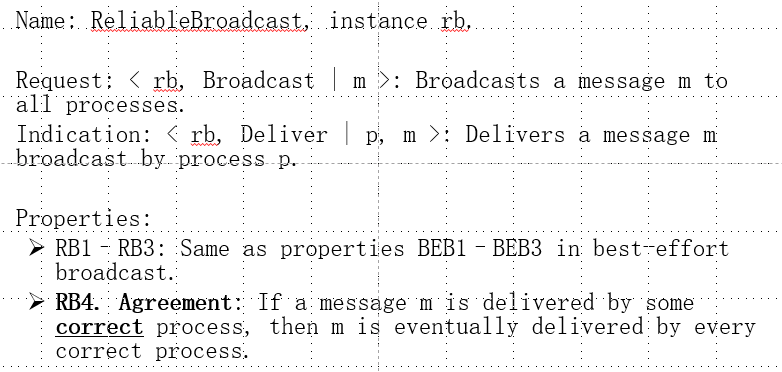 Name: ReliableBroadcast, instance rb.
Request: < rb, Broadcast | m >: Broadcasts a message m to
all processes.
Indication: < rb, Deliver | p, m >: Delivers a message m
broadcast by process p.
Properties:
➢ RB1–RB3: Same as properties BEB1–BEB3 in best-effort
broadcast.
➢ RB4. Agreement: If a message m is delivered by some
correct process, then m is eventually delivered by every
correct process.